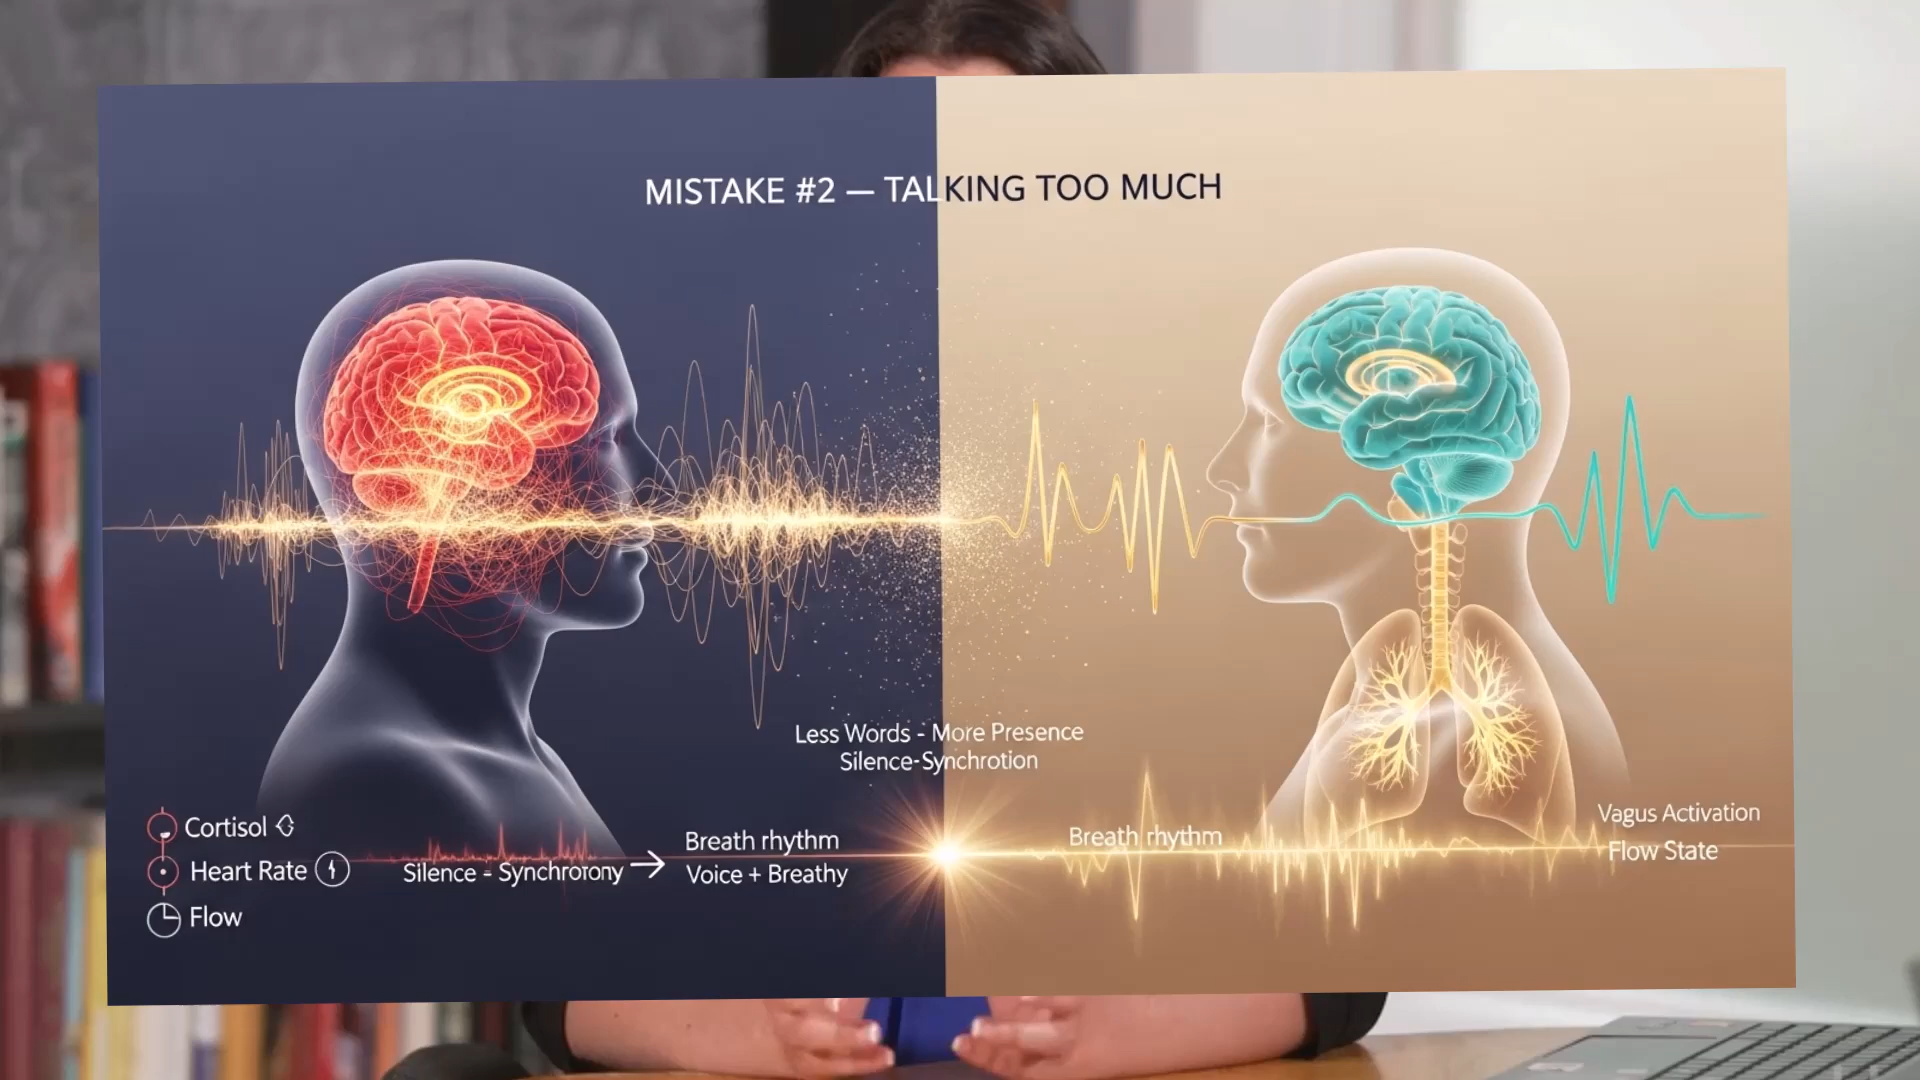 MISTAKE #2 — TALKING TOO MUCH
Less Words - More Presence
Silence-Synchrotion
Cortisol
Heart Rate
Flow
Silence - Synchrorony
Breath rhythm
Voice + Breathy
Breath rhythm
Vagus Activation
Flow State